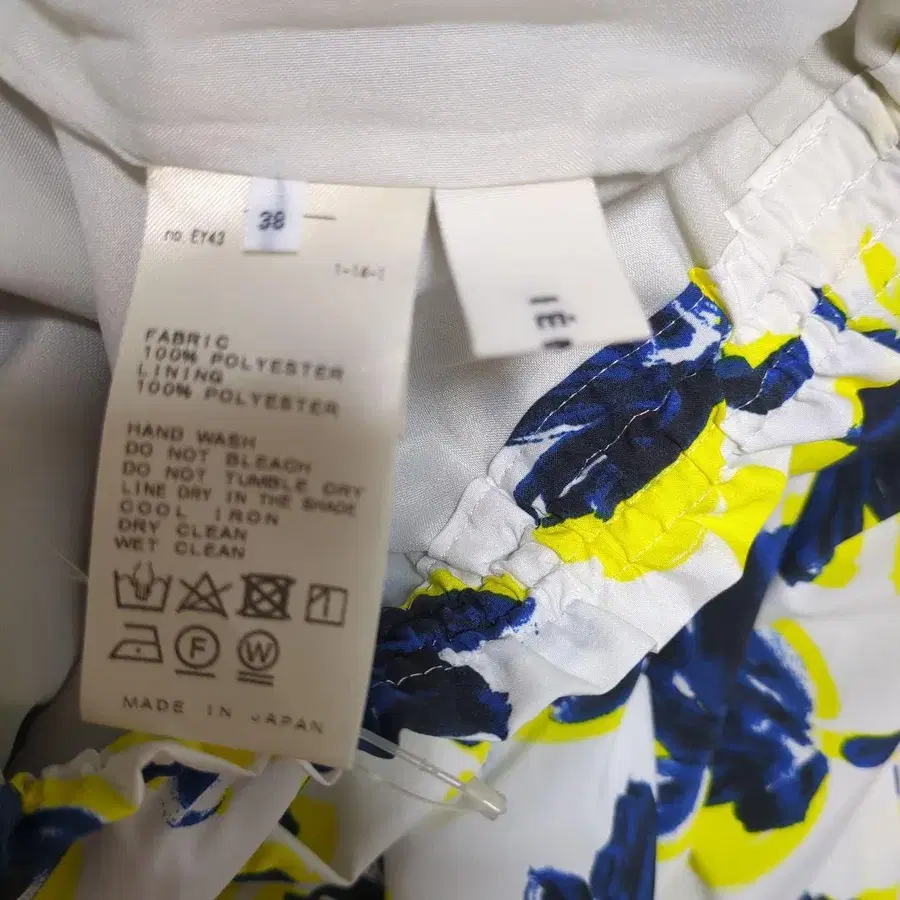 38
no. EY43
1-16-1
FABRIC
100% POLYESTER
LINING
100% POLYESTER
HAND WASH
DO NOT BLEACH
DO NOT TUMBLE DRY
LINE DRY IN THE SHADE
COOL IRON
DRY CLEAN
WET CLEAN
F
W
MADE IN JAPAN
IÉ